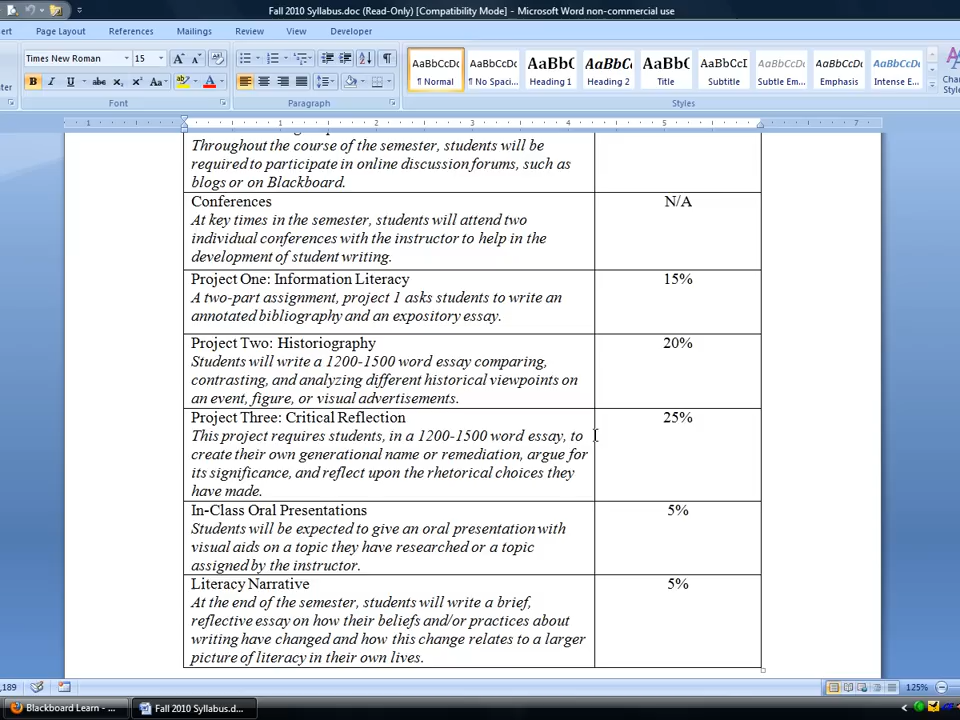 Fall 2010 Syllabus.doc (Read-Only) [Compatibility Mode] - Microsoft Word non-commercial use
ert Page Layout References Mailings Review View Developer
Times New Roman 15
AaBbCcDc AaBbCcDc AaBbC AaBbCc AaBbC AaBbCcI AaBbCcDc AaBbCcDc AaBbCcDc
B I U abc x₂ x² Aa A
¶ Normal ¶ No Spaci... Heading 1 Heading 2 Title Subtitle Subtle Em... Emphasis Intense E...
Font Paragraph Styles
1 1 2 3 4 5 7
Throughout the course of the semester, students will be
required to participate in online discussion forums, such as
blogs or on Blackboard.
Conferences N/A
At key times in the semester, students will attend two
individual conferences with the instructor to help in the
development of student writing.
Project One: Information Literacy 15%
A two-part assignment, project 1 asks students to write an
annotated bibliography and an expository essay.
Project Two: Historiography 20%
Students will write a 1200-1500 word essay comparing,
contrasting, and analyzing different historical viewpoints on
an event, figure, or visual advertisements.
Project Three: Critical Reflection 25%
This project requires students, in a 1200-1500 word essay, to
create their own generational name or remediation, argue for
its significance, and reflect upon the rhetorical choices they
have made.
In-Class Oral Presentations 5%
Students will be expected to give an oral presentation with
visual aids on a topic they have researched or a topic
assigned by the instructor.
Literacy Narrative 5%
At the end of the semester, students will write a brief,
reflective essay on how their beliefs and/or practices about
writing have changed and how this change relates to a larger
picture of literacy in their own lives.
,189 125%
Blackboard Learn - ... Fall 2010 Syllabus.d...